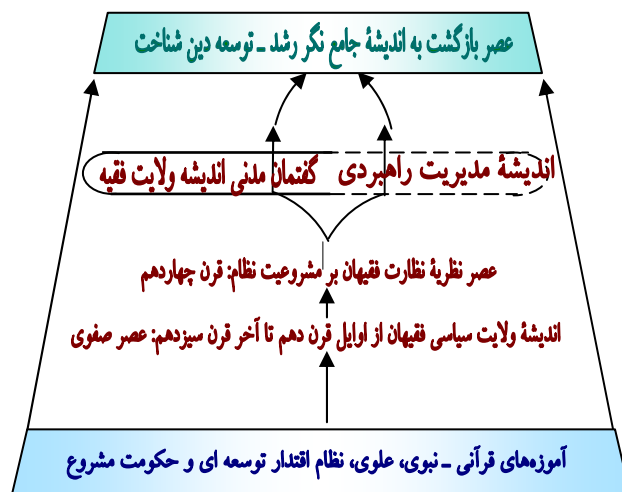 عصر بازگشت به اندیشهٔ جامع نگر رشد ـ توسعه دین شناخت
اندیشهٔ مدیریت راهبردی
گفتمان مدنی اندیشه ولایت فقیه
عصر نظریهٔ نظارت فقیهان بر مشروعیت نظام: قرن چهاردهم
اندیشهٔ ولایت سیاسی فقیهان از اوایل قرن دهم تا آخر قرن سیزدهم: عصر صفوی
آموزه‌های قرآنی ـ نبوی، علوی، نظام اقتدار توسعه ای و حکومت مشروع